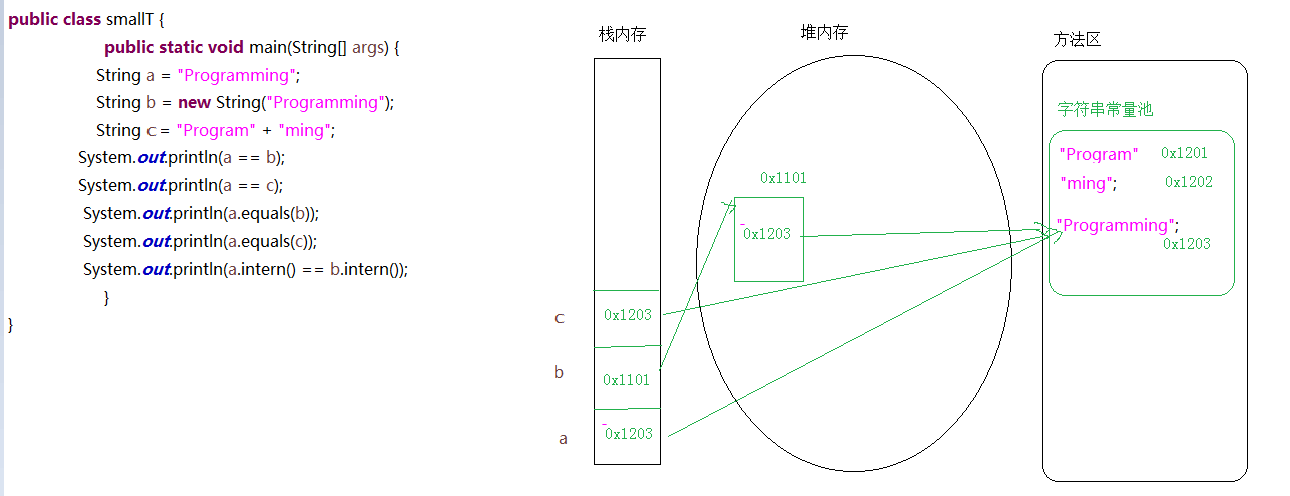 public class smallT {
public static void main(String[] args) {
String a = "Programming";
String b = new String("Programming");
String c = "Program" + "ming";
System.out.println(a == b);
System.out.println(a == c);
System.out.println(a.equals(b));
System.out.println(a.equals(c));
System.out.println(a.intern() == b.intern());
}
}
栈内存
c
0x1203
b
0x1101
a
0x1203
堆内存
0x1101
0x1203
方法区
字符串常量池
"Program" 0x1201
"ming"; 0x1202
"Programming";
0x1203